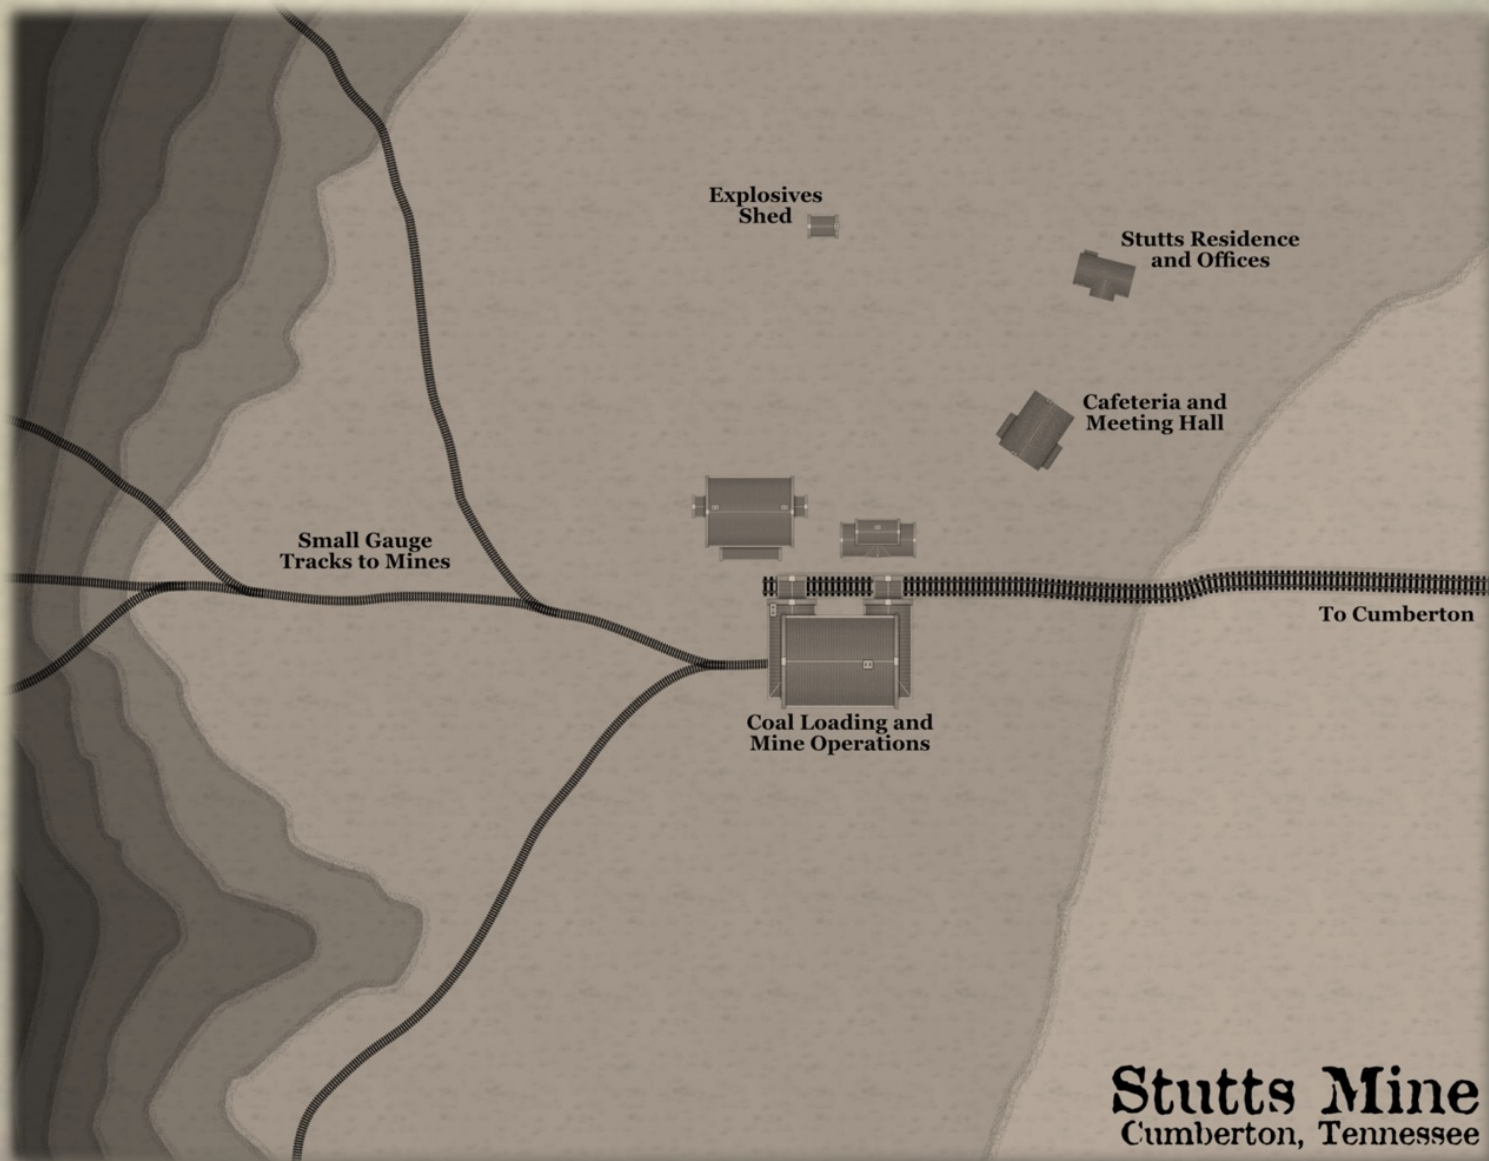 Explosives
Shed
Stutts Residence
and Offices
Cafeteria and
Meeting Hall
Small Gauge
Tracks to Mines
To Cumberton
Coal Loading and
Mine Operations
Stutts Mine
Cumberton, Tennessee